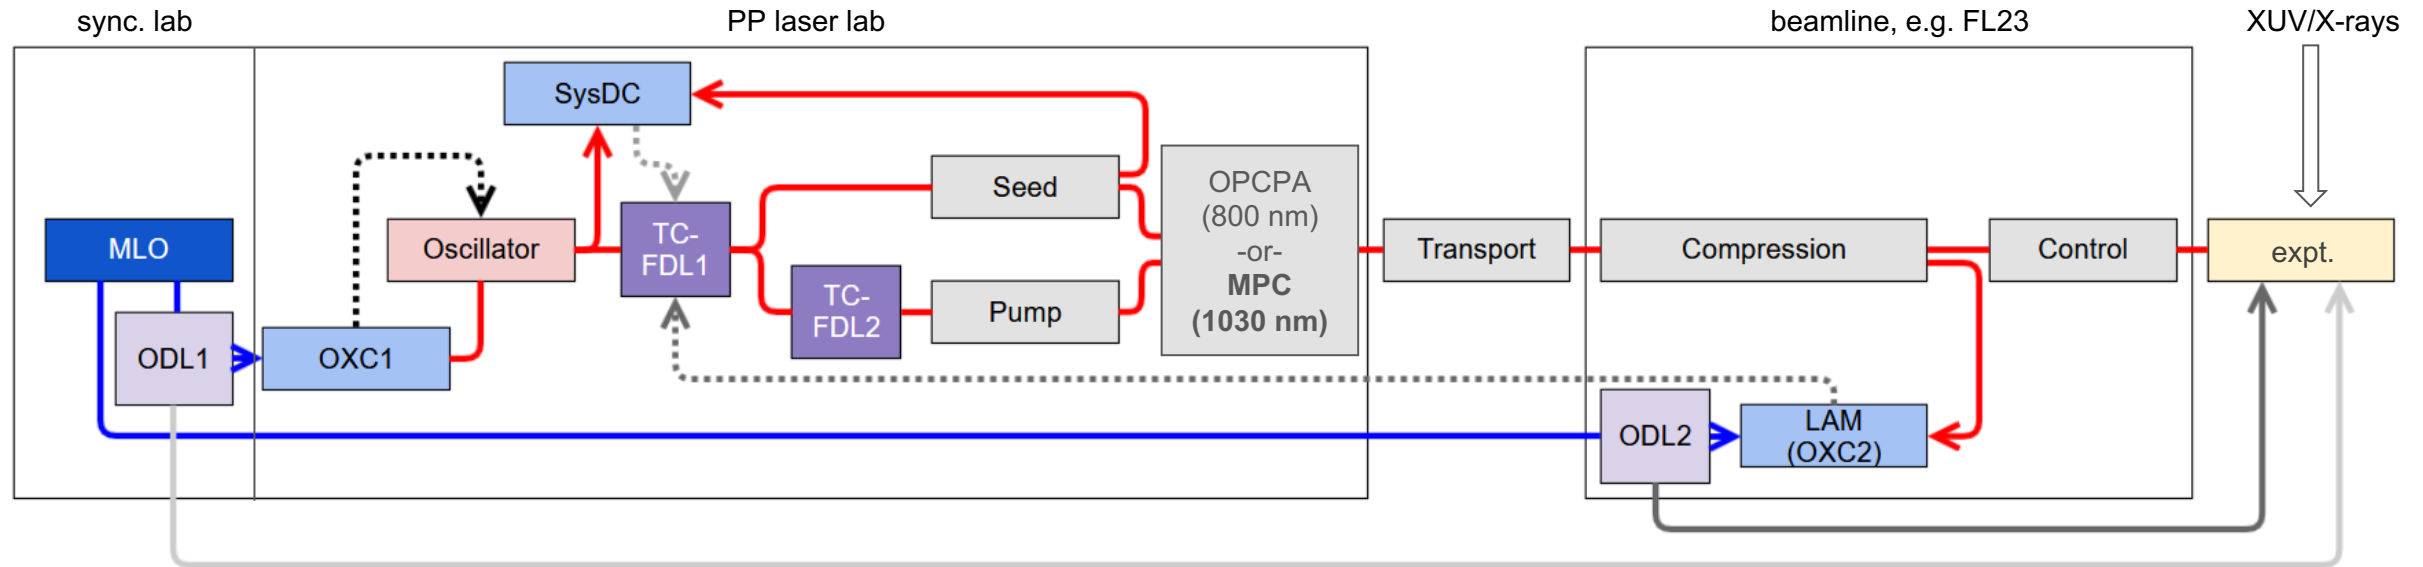 sync. lab
PP laser lab
beamline, e.g. FL23
XUV/X-rays
SysDC
Seed
OPCPA
(800 nm)
-or-
MPC
(1030 nm)
MLO
Oscillator
TC-
FDL1
Transport
Compression
Control
expt.
TC-
FDL2
Pump
ODL1
OXC1
ODL2
LAM
(OXC2)